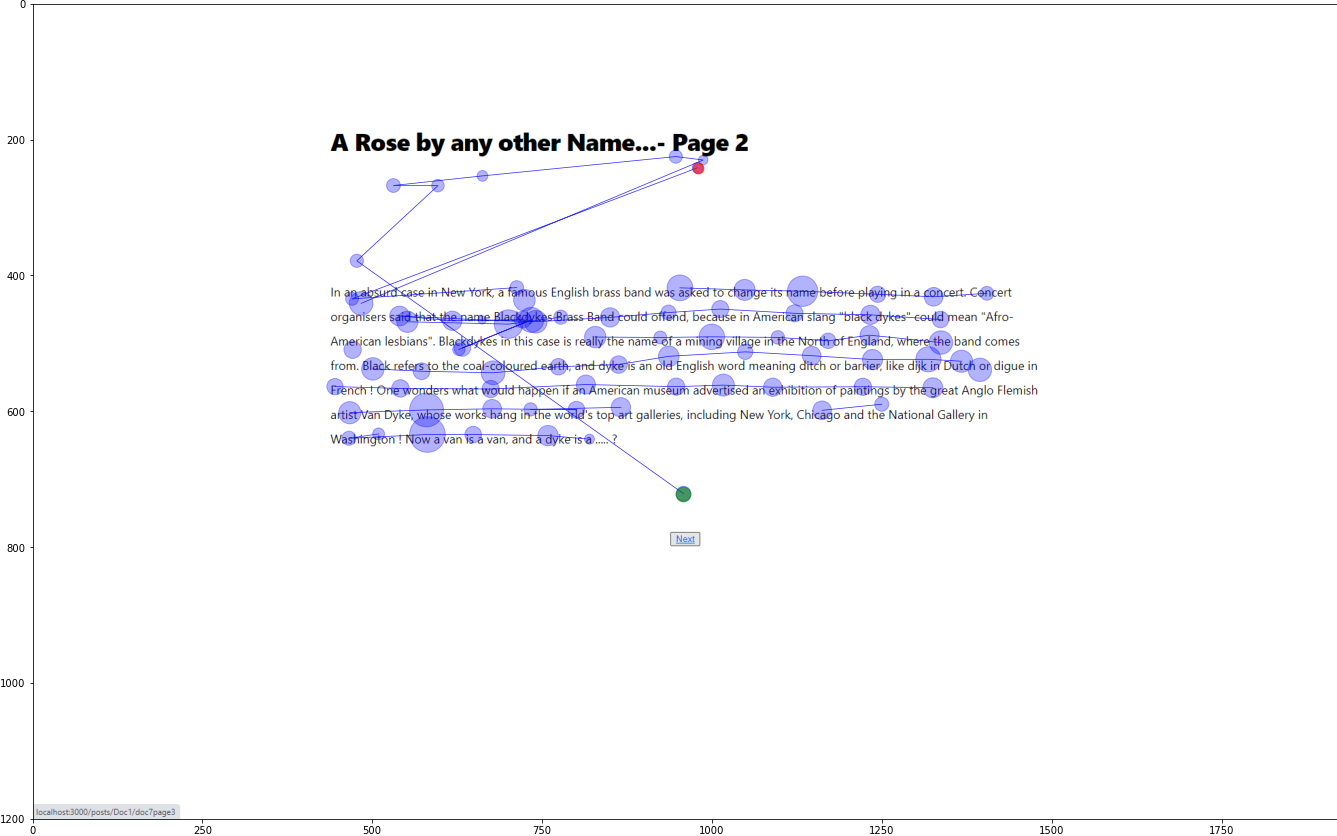 0
200
A Rose by any other Name...- Page 2
400
In an absurd case in New York, a famous English brass band was asked to change its name before playing in a concert. Concert
organisers said that the name Blackdykes Brass Band could offend, because in American slang "black dykes" could mean "Afro-
American lesbians". Blackdykes in this case is really the name of a mining village in the North of England, where the band comes
from. Black refers to the coal-coloured earth, and dyke is an old English word meaning ditch or barrier, like dijk in Dutch or digue in
French ! One wonders what would happen if an American museum advertised an exhibition of paintings by the great Anglo Flemish
600
artist Van Dyke, whose works hang in the world's top art galleries, including New York, Chicago and the National Gallery in
Washington ! Now a van is a van, and a dyke is a ..... ?
Next
800
1000
localhost:3000/posts/Doc1/doc7page3
1200
0 250 500 750 1000 1250 1500 1750